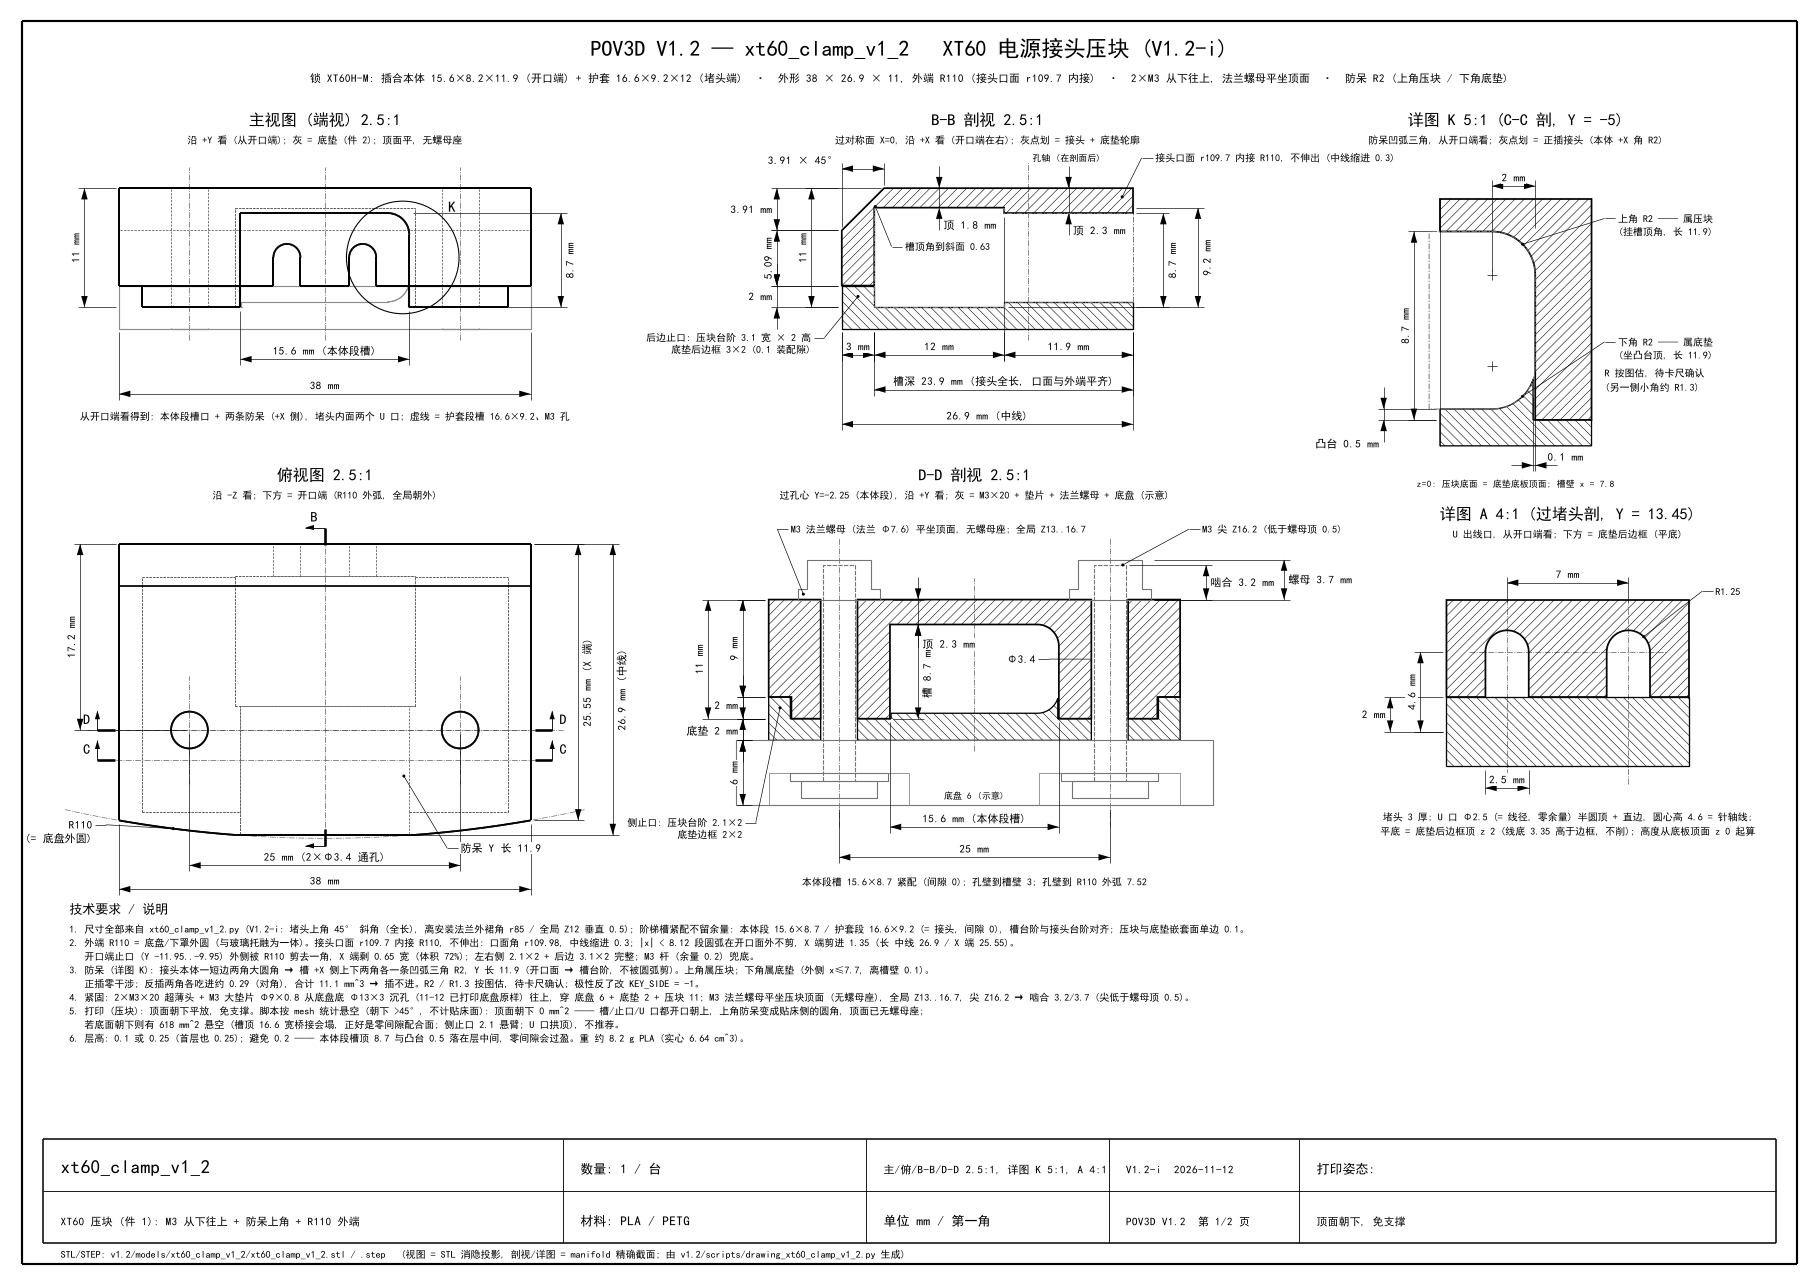 POV3D V1.2 — xt60_clamp_v1_2 XT60 电源接头压块 (V1.2-i)
锁 XT60H-M: 插合本体 15.6×8.2×11.9 (开口端) + 护套 16.6×9.2×12 (堵头端) · 外形 38 × 26.9 × 11, 外端 R110 (接头口面 r109.7 内接) · 2×M3 从下往上, 法兰螺母平坐顶面 · 防呆 R2 (上角压块 / 下角底垫)
主视图 (端视) 2.5:1
沿 +Y 看 (从开口端); 灰 = 底垫 (件 2); 顶面平, 无螺母座
K
11 mm
8.7 mm
15.6 mm (本体段槽)
38 mm
从开口端看得到: 本体段槽口 + 两条防呆 (+X 侧), 堵头内面两个 U 口; 虚线 = 护套段槽 16.6×9.2、M3 孔
B-B 剖视 2.5:1
过对称面 X=0, 沿 +X 看 (开口端在右); 灰点划 = 接头 + 底垫轮廓
3.91 × 45°
孔轴 (在剖面后)
接头口面 r109.7 内接 R110, 不伸出 (中线缩进 0.3)
3.91 mm
5.09 mm
11 mm
2 mm
顶 1.8 mm
顶 2.3 mm
槽顶角到斜面 0.63
8.7 mm
9.2 mm
后边止口: 压块台阶 3.1 宽 × 2 高
底垫后边框 3×2 (0.1 装配隙)
3 mm
12 mm
11.9 mm
槽深 23.9 mm (接头全长, 口面与外端平齐)
26.9 mm (中线)
详图 K 5:1 (C-C 剖, Y = -5)
防呆凹弧三角, 从开口端看; 灰点划 = 正插接头 (本体 +X 角 R2)
2 mm
上角 R2 —— 属压块
(挂槽顶角, 长 11.9)
8.7 mm
下角 R2 —— 属底垫
(坐凸台顶, 长 11.9)
R 按图估, 待卡尺确认
(另一侧小角约 R1.3)
凸台 0.5 mm
0.1 mm
z=0: 压块底面 = 底垫底板顶面; 槽壁 x = 7.8
俯视图 2.5:1
沿 -Z 看; 下方 = 开口端 (R110 外弧, 全局朝外)
B
17.2 mm
25.55 mm (X 端)
26.9 mm (中线)
D
D
C
C
R110
(= 底盘外圆)
防呆 Y 长 11.9
25 mm (2×Φ3.4 通孔)
38 mm
D-D 剖视 2.5:1
过孔心 Y=-2.25 (本体段), 沿 +Y 看; 灰 = M3×20 + 垫片 + 法兰螺母 + 底盘 (示意)
M3 法兰螺母 (法兰 Φ7.6) 平坐顶面, 无螺母座; 全局 Z13..16.7
M3 尖 Z16.2 (低于螺母顶 0.5)
啮合 3.2 mm
螺母 3.7 mm
11 mm
9 mm
2 mm
底垫 2 mm
6 mm
顶 2.3 mm
槽 8.7 mm
Φ3.4
底盘 6 (示意)
侧止口: 压块台阶 2.1×2
底垫边框 2×2
15.6 mm (本体段槽)
25 mm
本体段槽 15.6×8.7 紧配 (间隙 0); 孔壁到槽壁 3; 孔壁到 R110 外弧 7.52
详图 A 4:1 (过堵头剖, Y = 13.45)
U 出线口, 从开口端看; 下方 = 底垫后边框 (平底)
7 mm
R1.25
4.6 mm
2 mm
2.5 mm
堵头 3 厚; U 口 Φ2.5 (= 线径, 零余量) 半圆顶 + 直边, 圆心高 4.6 = 针轴线;
平底 = 底垫后边框顶 z 2 (线底 3.35 高于边框, 不削); 高度从底板顶面 z 0 起算
技术要求 / 说明
1. 尺寸全部来自 xt60_clamp_v1_2.py (V1.2-i: 堵头上角 45° 斜角 (全长), 离安装法兰外裙角 r85 / 全局 Z12 垂直 0.5); 阶梯槽紧配不留余量: 本体段 15.6×8.7 / 护套段 16.6×9.2 (= 接头, 间隙 0), 槽台阶与接头台阶对齐; 压块与底垫嵌套面单边 0.1。
2. 外端 R110 = 底盘/下罩外圆 (与玻璃托融为一体)。接头口面 r109.7 内接 R110, 不伸出: 口面角 r109.98, 中线缩进 0.3; |x| < 8.12 段圆弧在开口面外不剪, X 端剪进 1.35 (长 中线 26.9 / X 端 25.55)。
开口端止口 (Y -11.95..-9.95) 外侧被 R110 剪去一角, X 端剩 0.65 宽 (体积 72%); 左右侧 2.1×2 + 后边 3.1×2 完整; M3 杆 (余量 0.2) 兜底。
3. 防呆 (详图 K): 接头本体一短边两角大圆角 → 槽 +X 侧上下两角各一条凹弧三角 R2, Y 长 11.9 (开口面 → 槽台阶, 不被圆弧剪)。上角属压块; 下角属底垫 (外侧 x≤7.7, 离槽壁 0.1)。
正插零干涉; 反插两角各吃进约 0.29 (对角), 合计 11.1 mm^3 → 插不进。R2 / R1.3 按图估, 待卡尺确认; 极性反了改 KEY_SIDE = -1。
4. 紧固: 2×M3×20 超薄头 + M3 大垫片 Φ9×0.8 从底盘底 Φ13×3 沉孔 (11-12 已打印底盘原样) 往上, 穿 底盘 6 + 底垫 2 + 压块 11; M3 法兰螺母平坐压块顶面 (无螺母座), 全局 Z13..16.7, 尖 Z16.2 → 啮合 3.2/3.7 (尖低于螺母顶 0.5)。
5. 打印 (压块): 顶面朝下平放, 免支撑。脚本按 mesh 统计悬空 (朝下 >45°, 不计贴床面): 顶面朝下 0 mm^2 —— 槽/止口/U 口都开口朝上, 上角防呆变成贴床侧的圆角, 顶面已无螺母座;
若底面朝下则有 618 mm^2 悬空 (槽顶 16.6 宽桥接会塌, 正好是零间隙配合面; 侧止口 2.1 悬臂; U 口拱顶), 不推荐。
6. 层高: 0.1 或 0.25 (首层也 0.25); 避免 0.2 —— 本体段槽顶 8.7 与凸台 0.5 落在层中间, 零间隙会过盈。重 约 8.2 g PLA (实心 6.64 cm^3)。
xt60_clamp_v1_2
数量: 1 / 台
主/俯/B-B/D-D 2.5:1, 详图 K 5:1, A 4:1
V1.2-i 2026-11-12
打印姿态:
XT60 压块 (件 1): M3 从下往上 + 防呆上角 + R110 外端
材料: PLA / PETG
单位 mm / 第一角
POV3D V1.2 第 1/2 页
顶面朝下, 免支撑
STL/STEP: v1.2/models/xt60_clamp_v1_2/xt60_clamp_v1_2.stl / .step (视图 = STL 消隐投影, 剖视/详图 = manifold 精确截面; 由 v1.2/scripts/drawing_xt60_clamp_v1_2.py 生成)